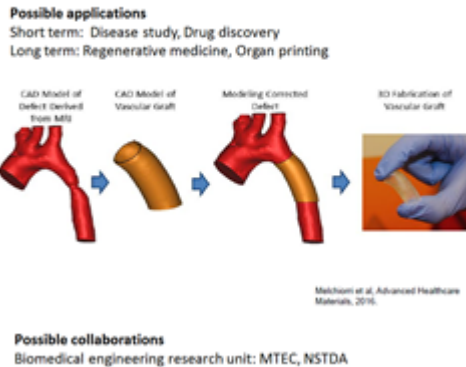 Possible applications
Short term: Disease study, Drug discovery
Long term: Regenerative medicine, Organ printing
CAD Model of
Defect Derived
from MRI
CAD Model of
Vascular Graft
Modeling Corrected
Defect
3D Fabrication of
Vascular Graft
Melchiorri et al, Advanced Healthcare
Materials, 2016.
Possible collaborations
Biomedical engineering research unit: MTEC, NSTDA